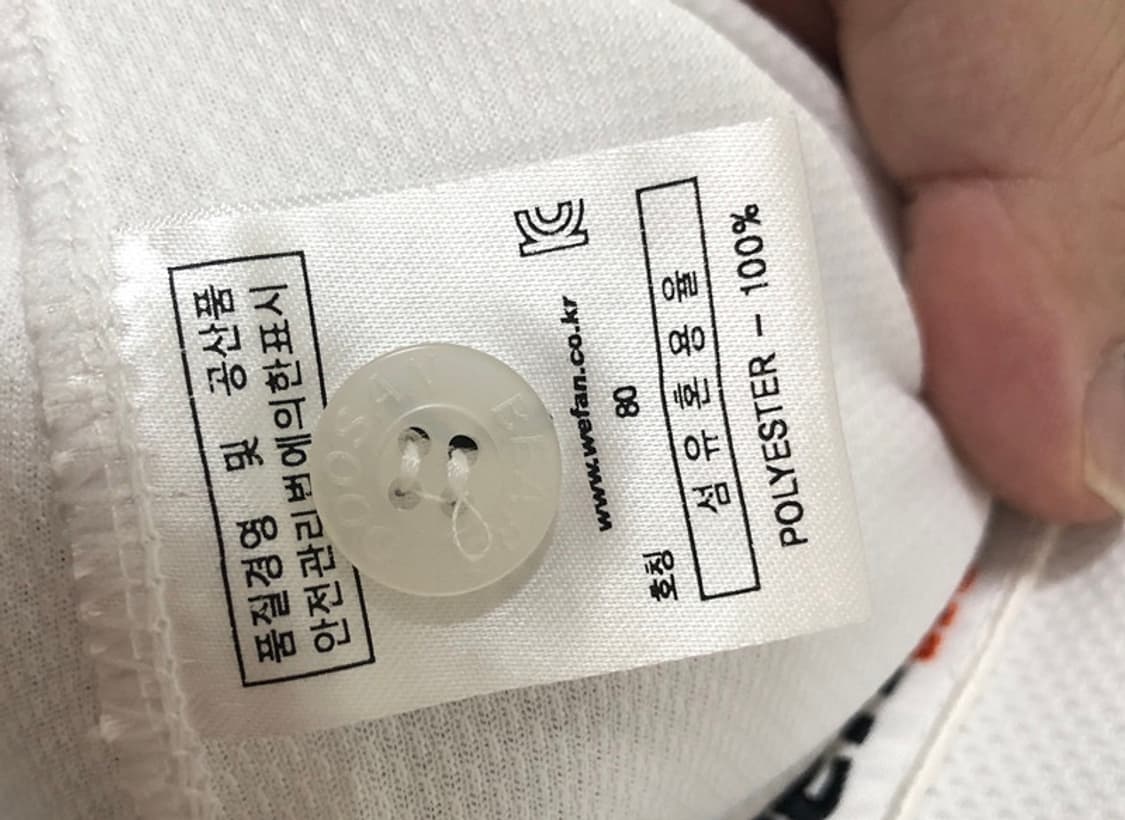 품질경영 및 공산품
안전관리법에의한표시
KC
www.wefan.co.kr
호칭 80
섬 유 혼 용 율
POLYESTER - 100%